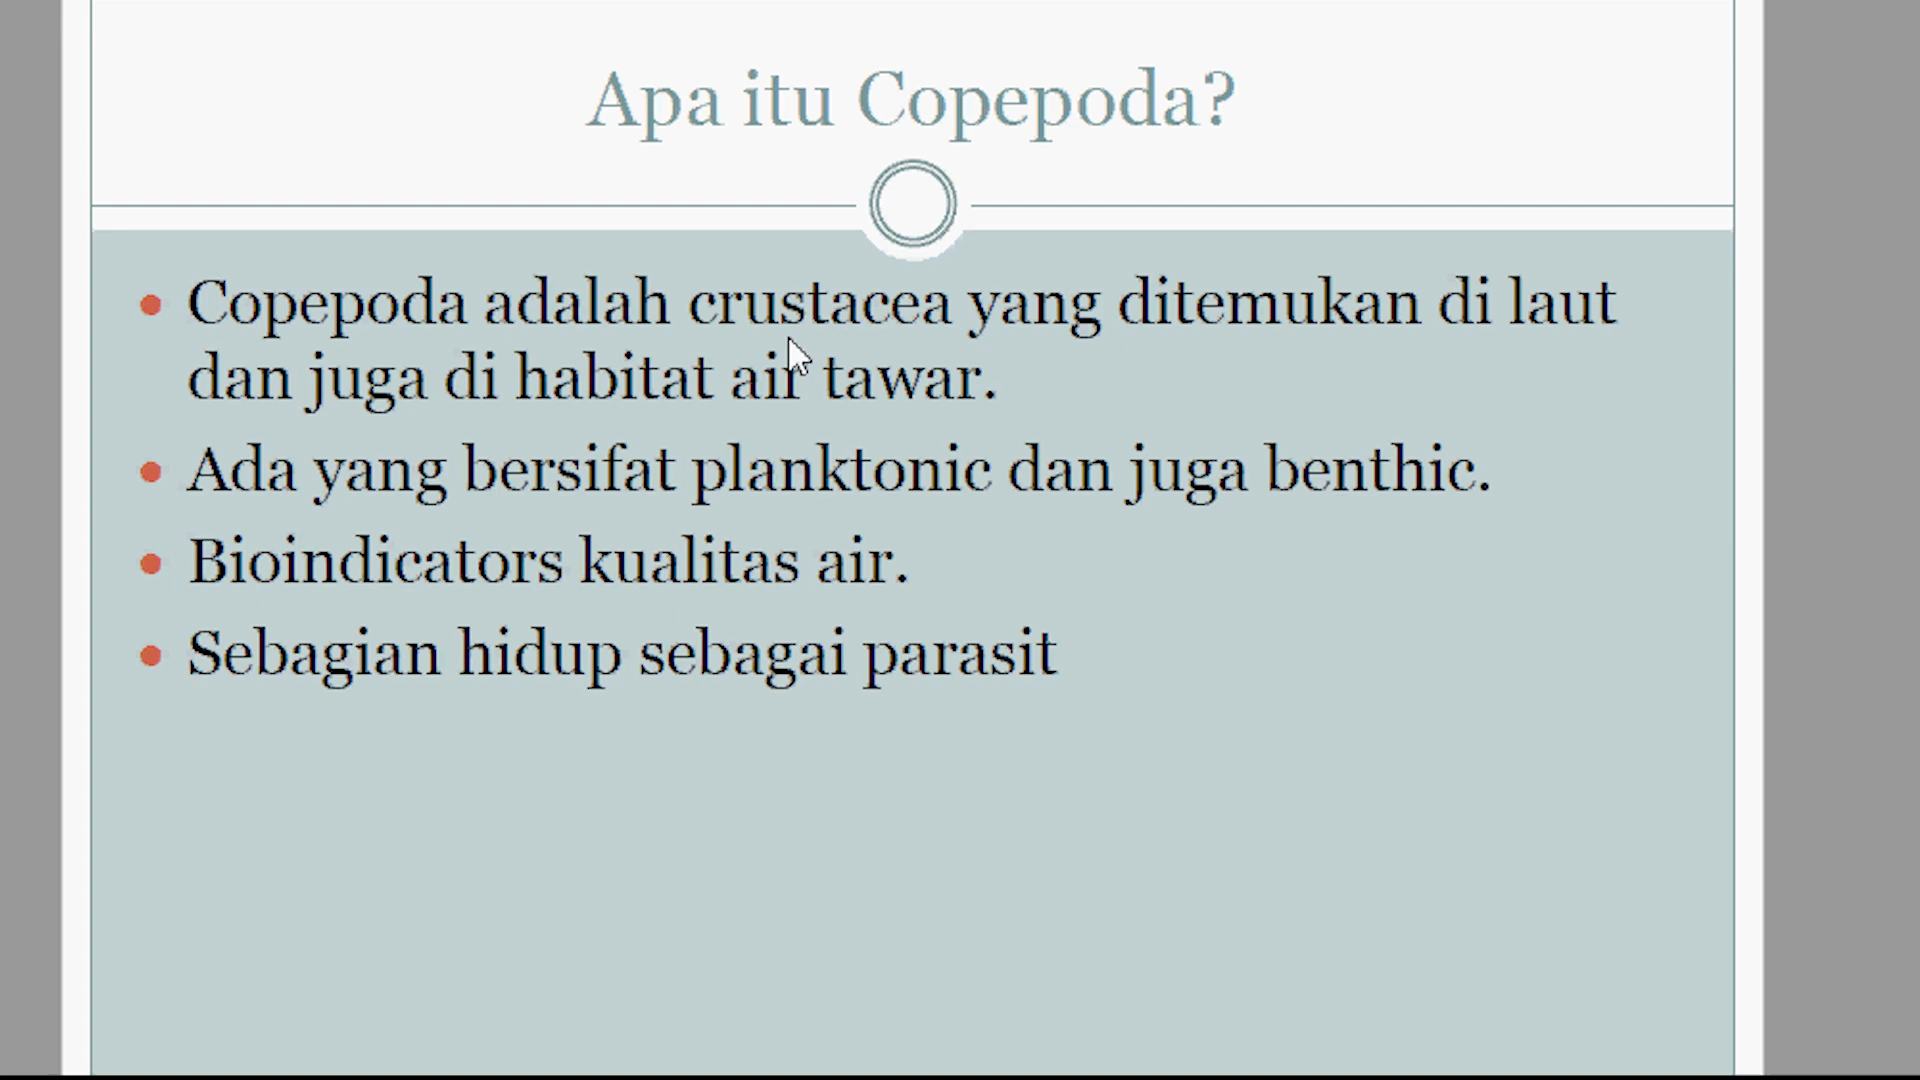 Apa itu Copepoda?
Copepoda adalah crustacea yang ditemukan di laut
dan juga di habitat air tawar.
Ada yang bersifat planktonic dan juga benthic.
Bioindicators kualitas air.
Sebagian hidup sebagai parasit